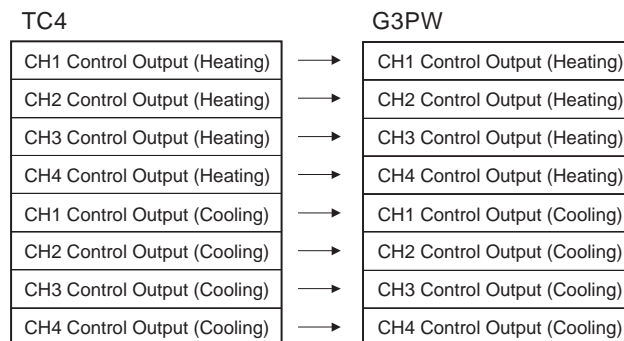 TC4
G3PW
CH1 Control Output (Heating)
CH1 Control Output (Heating)
CH2 Control Output (Heating)
CH2 Control Output (Heating)
CH3 Control Output (Heating)
CH3 Control Output (Heating)
CH4 Control Output (Heating)
CH4 Control Output (Heating)
CH1 Control Output (Cooling)
CH1 Control Output (Cooling)
CH2 Control Output (Cooling)
CH2 Control Output (Cooling)
CH3 Control Output (Cooling)
CH3 Control Output (Cooling)
CH4 Control Output (Cooling)
CH4 Control Output (Cooling)